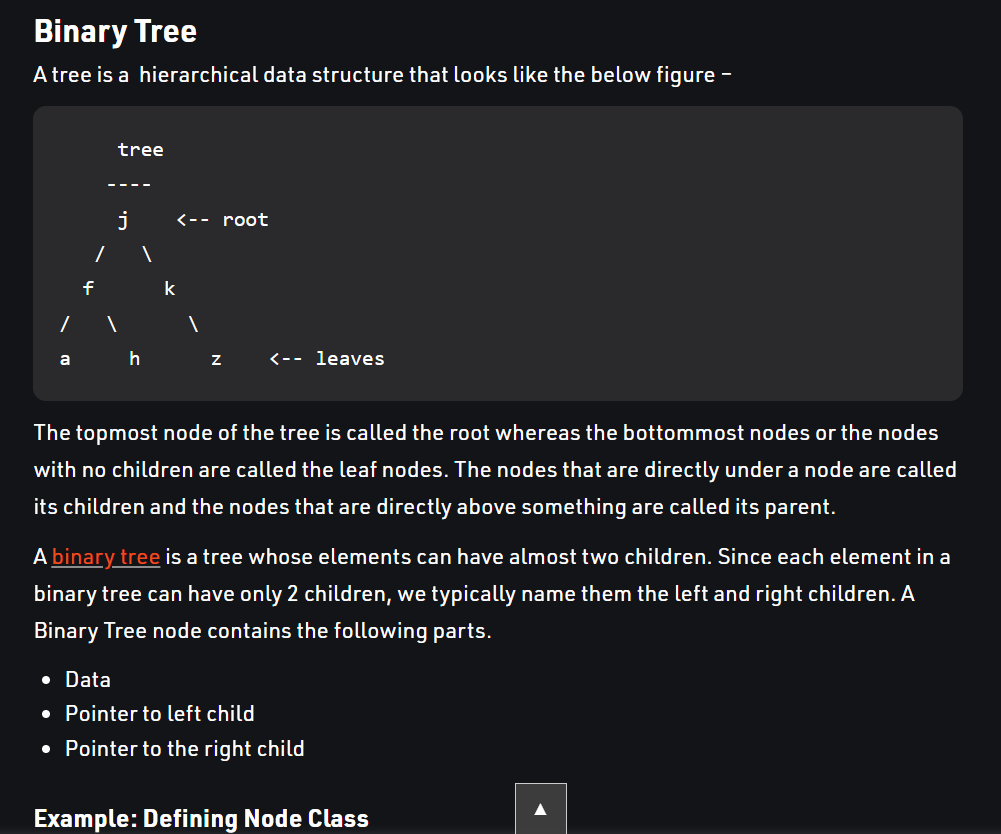 Binary Tree
A tree is a  hierarchical data structure that looks like the below figure –
        tree
       ----
        j    <-- root
      /   \
     f      k
   /   \      \
   a     h      z    <-- leaves
The topmost node of the tree is called the root whereas the bottommost nodes or the nodes
with no children are called the leaf nodes. The nodes that are directly under a node are called
its children and the nodes that are directly above something are called its parent.
A binary tree is a tree whose elements can have almost two children. Since each element in a
binary tree can have only 2 children, we typically name them the left and right children. A
Binary Tree node contains the following parts.
• Data
• Pointer to left child
• Pointer to the right child
Example: Defining Node Class
▲